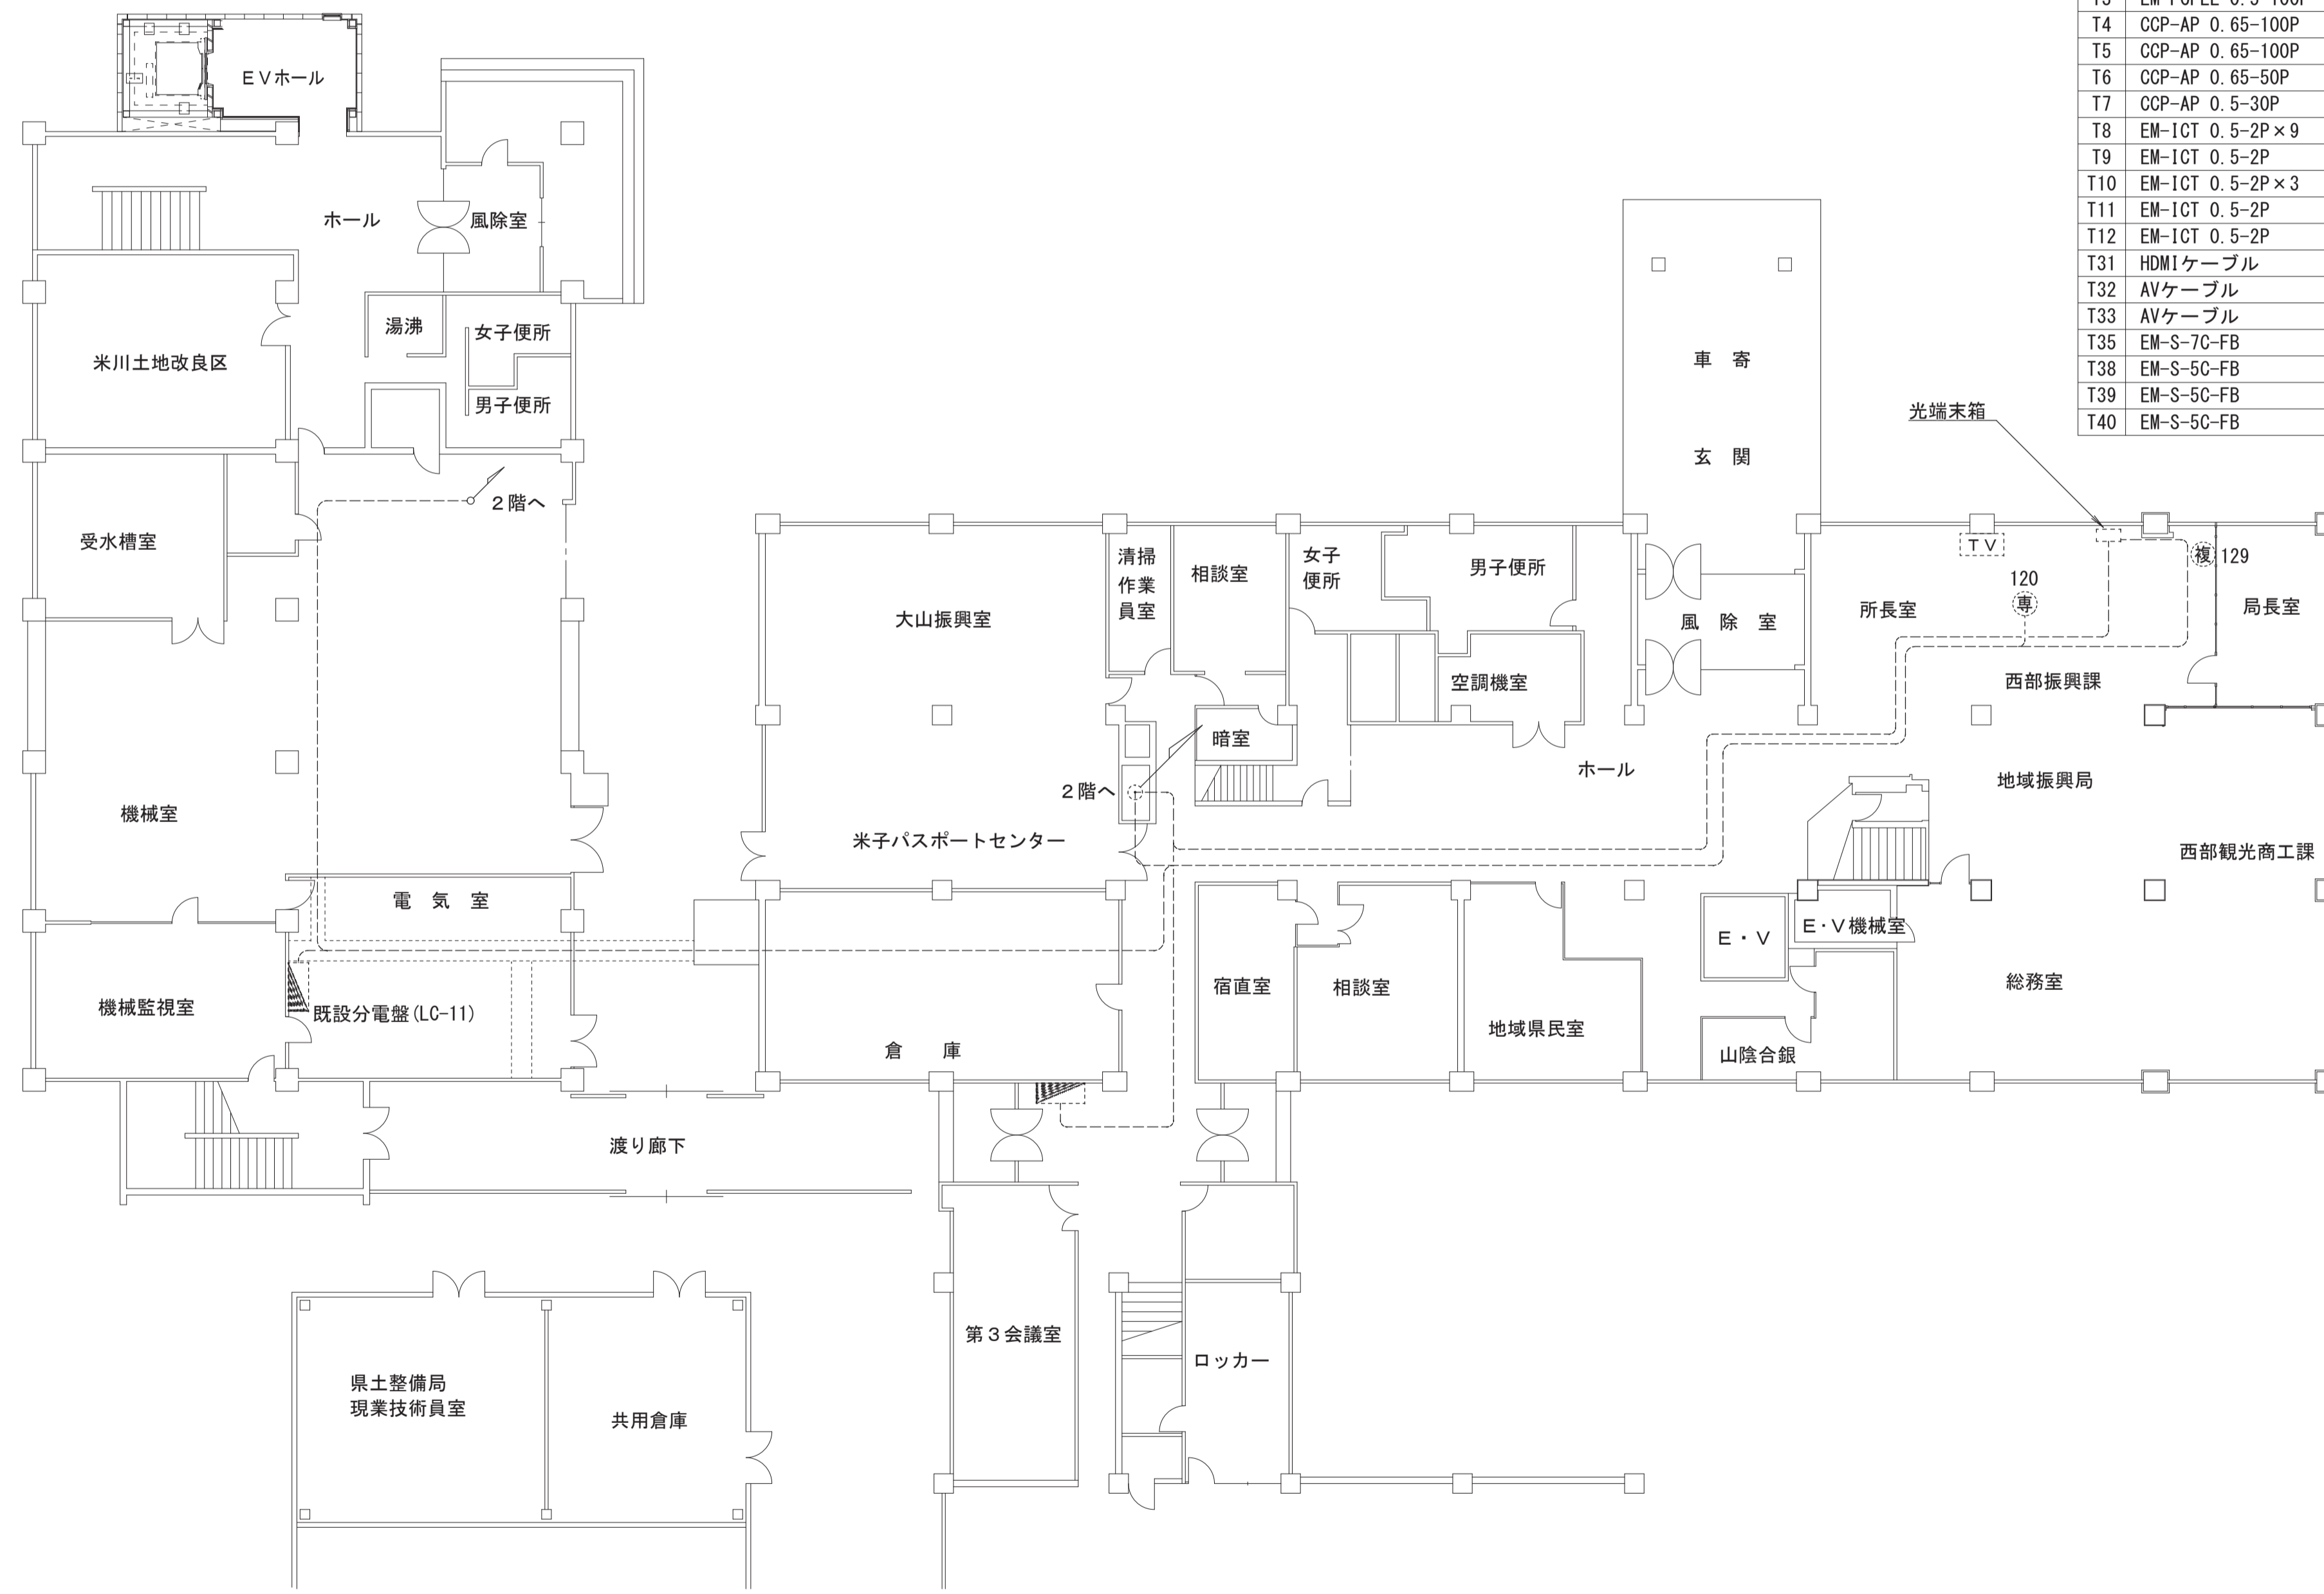 EVホール
ホール
風除室
湯沸
女子便所
男子便所
米川土地改良区
2階へ
受水槽室
機械室
電 気 室
機械監視室
既設分電盤(LC-11)
渡り廊下
県土整備局
現業技術員室
共用倉庫
大山振興室
清掃
作業
員室
相談室
女子
便所
男子便所
空調機室
暗室
2階へ
米子パスポートセンター
ホール
倉 庫
宿直室
相談室
地域県民室
第3会議室
ロッカー
車 寄
玄 関
風 除 室
光端末箱
TV
複 129
120
専
所長室
局長室
西部振興課
地域振興局
西部観光商工課
E・V
E・V機械室
総務室
山陰合銀
T4 CCP-AP 0.65-100P
T5 CCP-AP 0.65-100P
T6 CCP-AP 0.65-50P
T7 CCP-AP 0.5-30P
T8 EM-ICT 0.5-2P×9
T9 EM-ICT 0.5-2P
T10 EM-ICT 0.5-2P×3
T11 EM-ICT 0.5-2P
T12 EM-ICT 0.5-2P
T31 HDMIケーブル
T32 AVケーブル
T33 AVケーブル
T35 EM-S-7C-FB
T38 EM-S-5C-FB
T39 EM-S-5C-FB
T40 EM-S-5C-FB